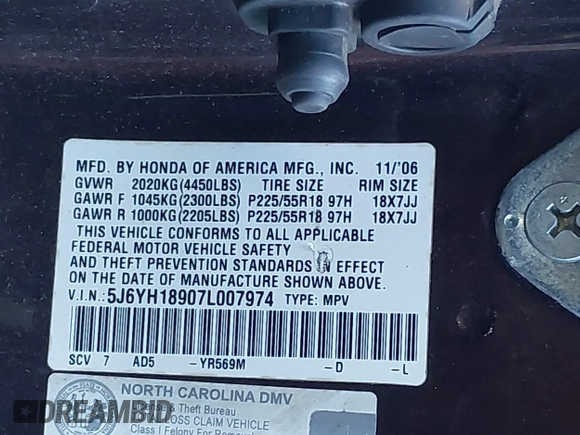 MFD. BY HONDA OF AMERICA MFG., INC. 11/'06
GVWR 2020KG(4450LBS) TIRE SIZE RIM SIZE
GAWR F 1045KG(2300LBS) P225/55R18 97H 18X7JJ
GAWR R 1000KG(2205LBS) P225/55R18 97H 18X7JJ
THIS VEHICLE CONFORMS TO ALL APPLICABLE
FEDERAL MOTOR VEHICLE SAFETY
AND THEFT PREVENTION STANDARDS IN EFFECT
ON THE DATE OF MANUFACTURE SHOWN ABOVE.
V.I.N.: 5J6YH18907L007974 TYPE: MPV
SCV 7 AD5 -YR569M -D -L
NORTH CAROLINA DMV
& Theft Bureau
LOSS CLAIM VEHICLE
Class I Felony For Removal
DREAMBID